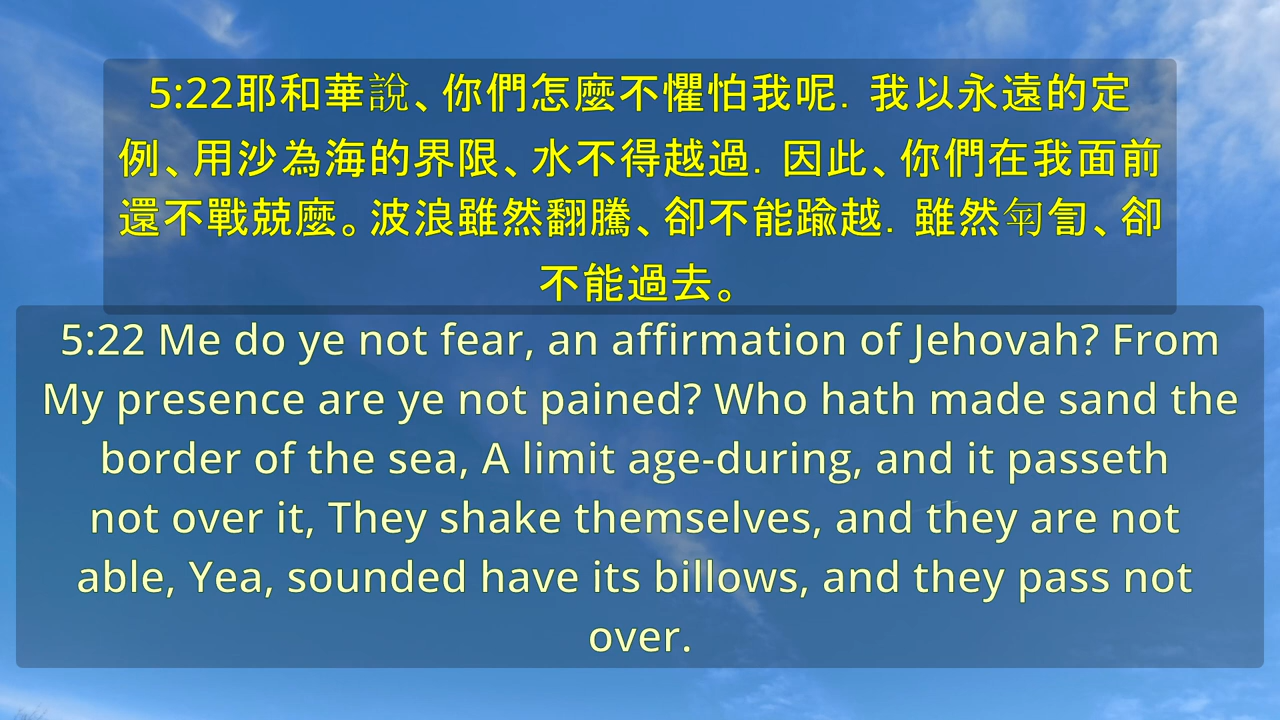 5:22耶和華說、你們怎麼不懼怕我呢．我以永遠的定
例、用沙為海的界限、水不得越過．因此、你們在我面前
還不戰兢麼。波浪雖然翻騰、卻不能踰越．雖然匉訇、卻
不能過去。
5:22 Me do ye not fear, an affirmation of Jehovah? From
My presence are ye not pained? Who hath made sand the
border of the sea, A limit age-during, and it passeth
not over it, They shake themselves, and they are not
able, Yea, sounded have its billows, and they pass not
over.